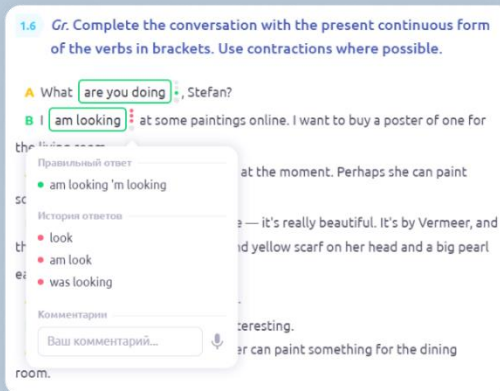 1.6 Gr. Complete the conversation with the present continuous form
of the verbs in brackets. Use contractions where possible.
A What are you doing , Stefan?
B I am looking at some paintings online. I want to buy a poster of one for
the living room.
Правильный ответ
at the moment. Perhaps she can paint
am looking 'm looking
История ответов
— it's really beautiful. It's by Vermeer, and
look
yellow scarf on her head and a big pearl
am look
was looking
Комментарии
Ваш комментарий...
can paint something for the dining
room.